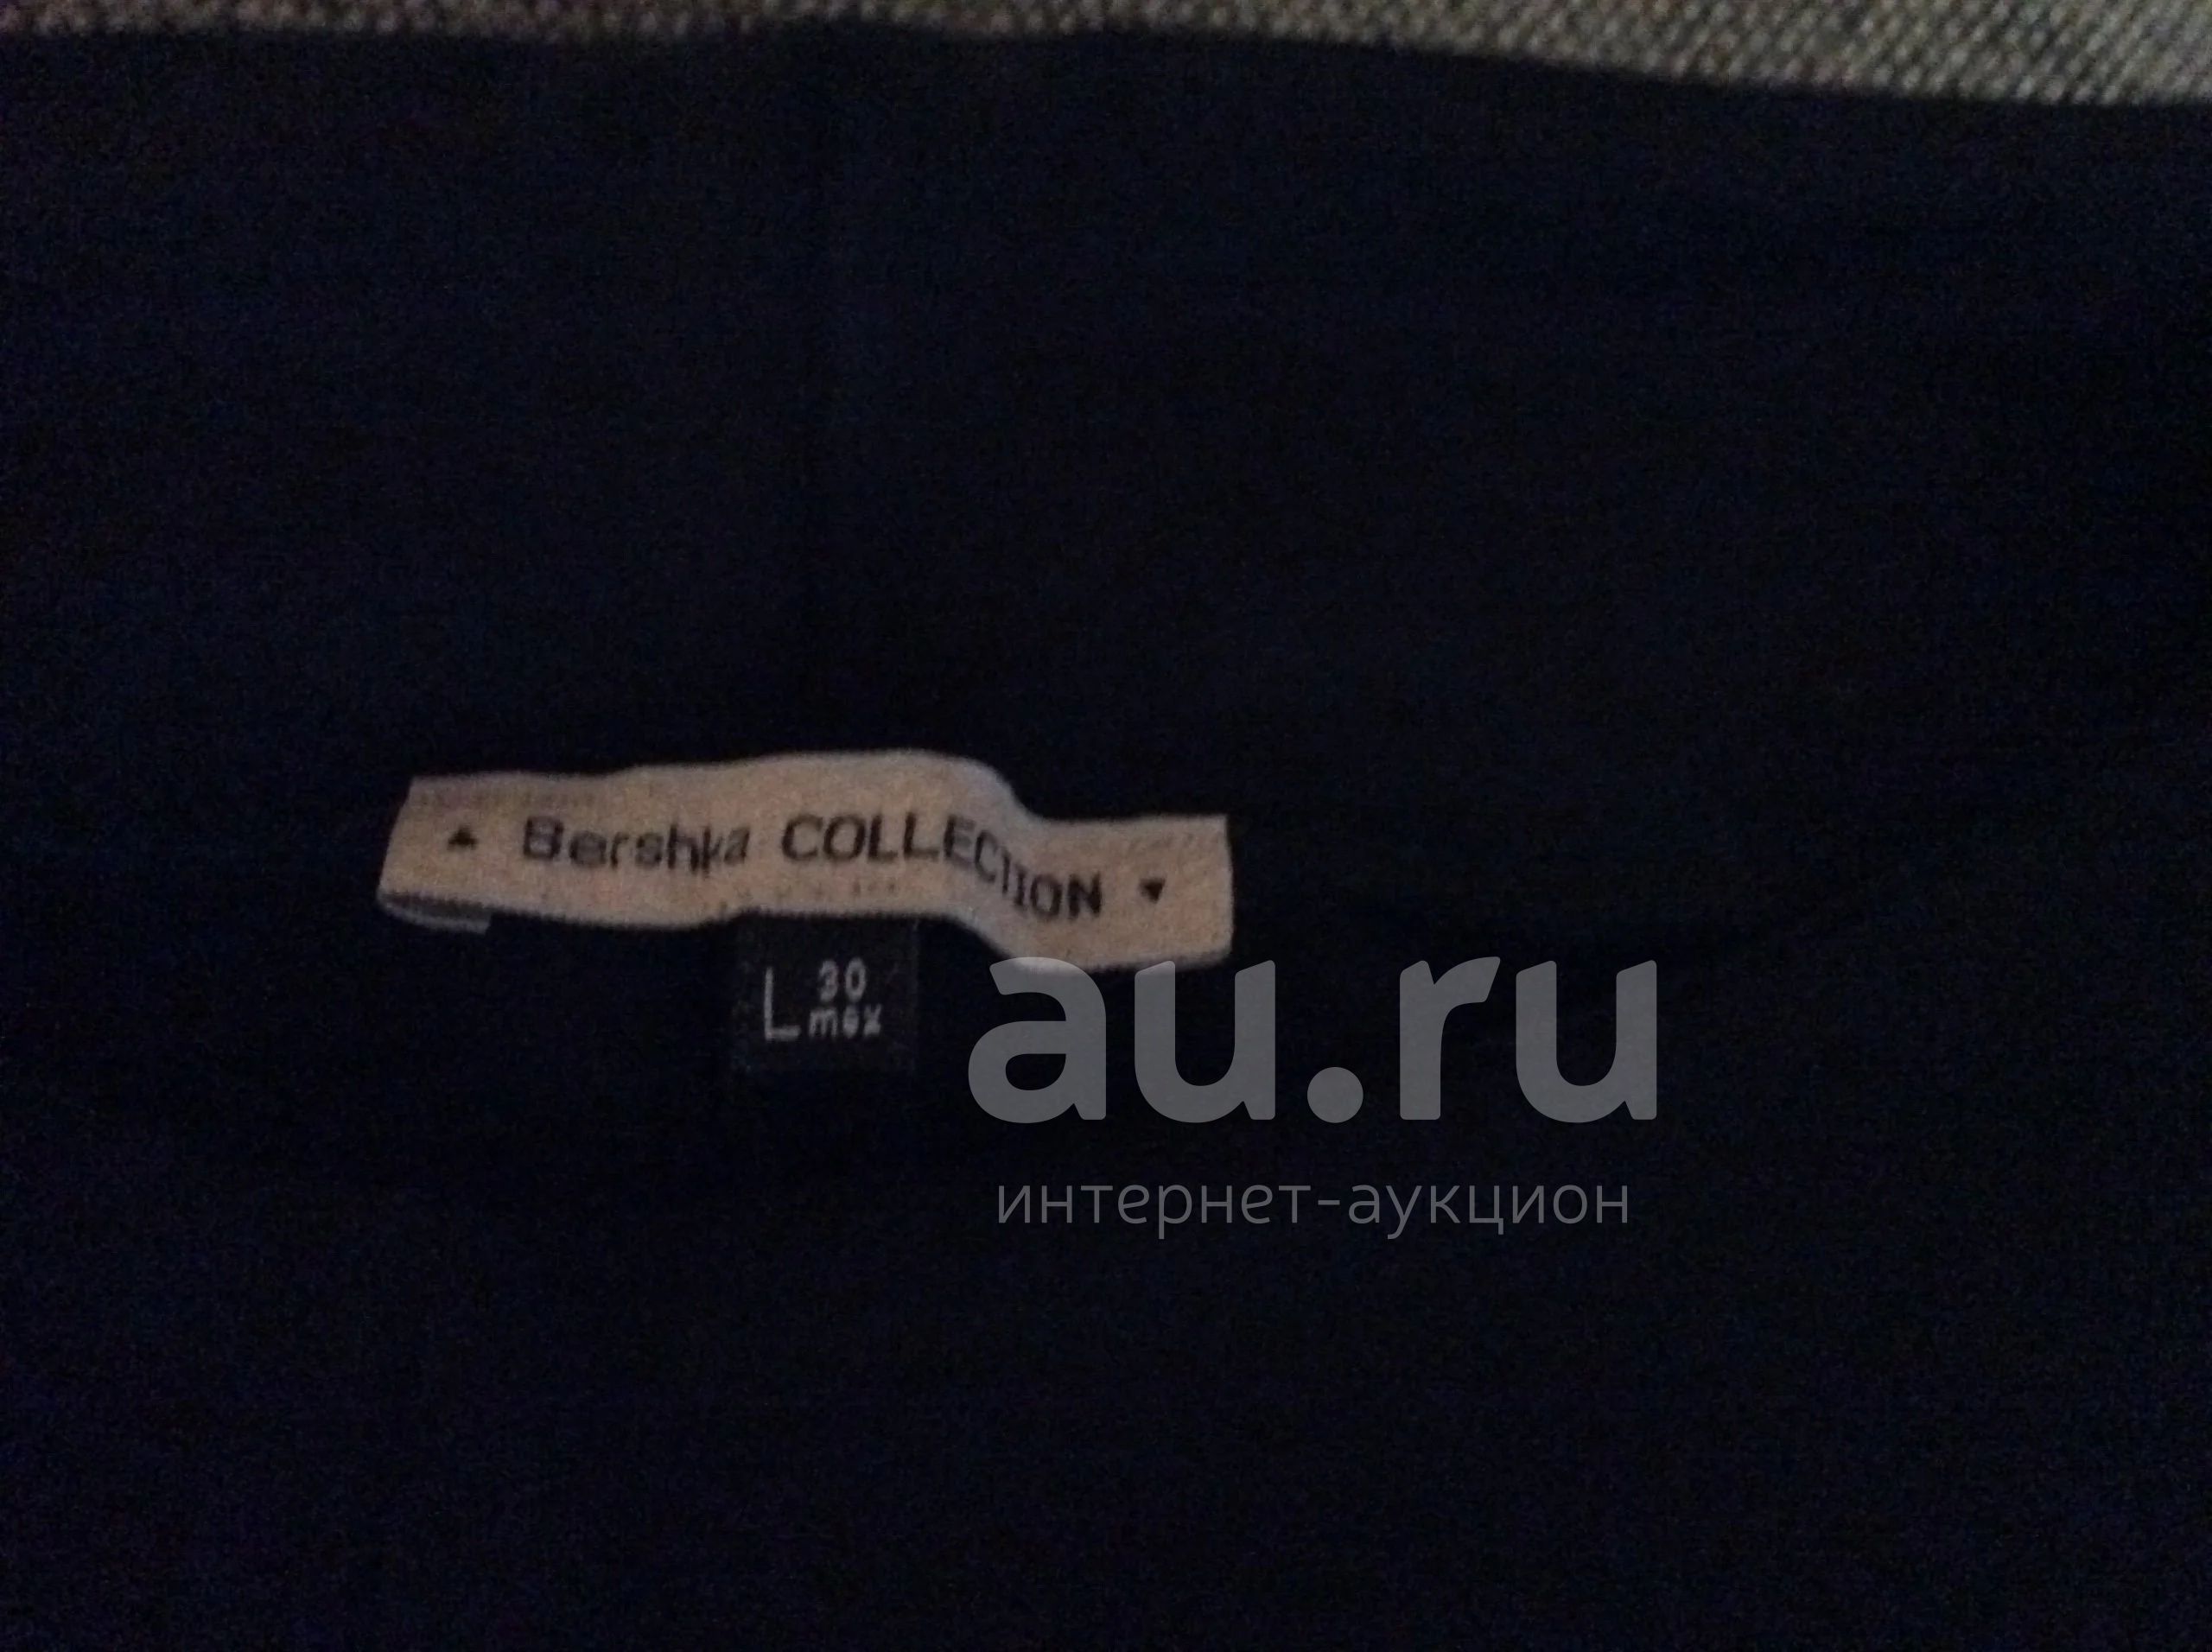 ▲ Bershka COLLECTION ▼
L 30 mex
au.ru
интернет-аукцион